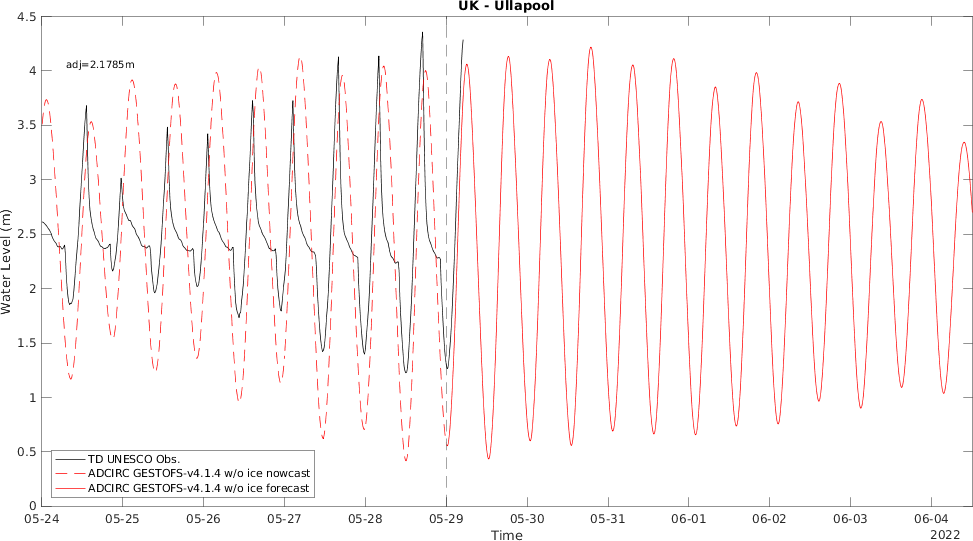 UK - Ullapool
adj=2.1785m
4.5
4
3.5
3
2.5
2
1.5
1
0.5
0
Water Level (m)
TD UNESCO Obs.
ADCIRC GESTOFS-v4.1.4 w/o ice nowcast
ADCIRC GESTOFS-v4.1.4 w/o ice forecast
05-24 05-25 05-26 05-27 05-28 05-29 05-30 05-31 06-01 06-02 06-03 06-04
Time
2022